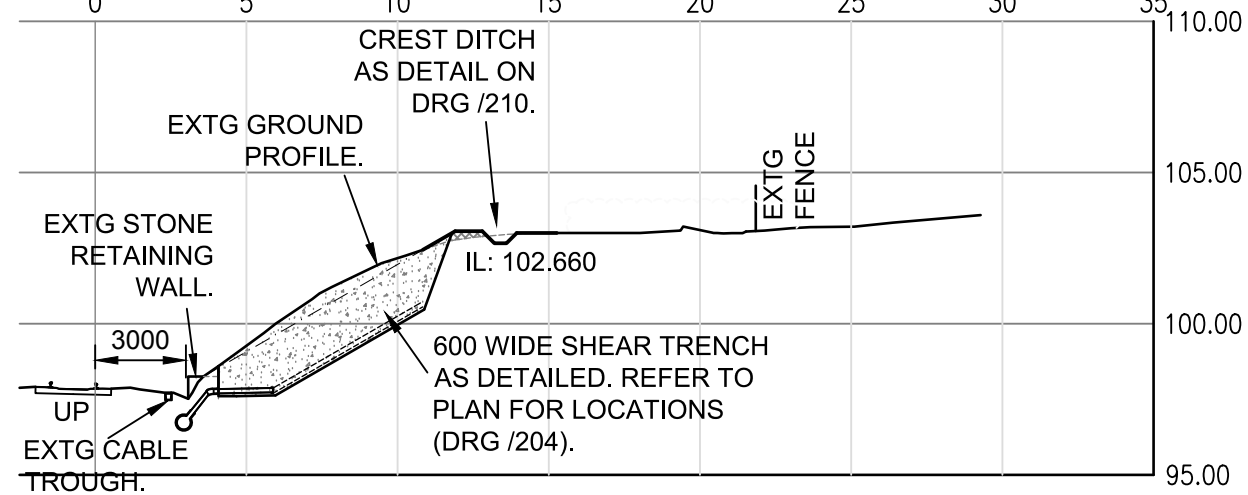 0 5 10 15 20 25 30 35
110.00
CREST DITCH
AS DETAIL ON
DRG /210.
EXTG GROUND
PROFILE.
105.00
EXTG
FENCE
EXTG STONE
RETAINING
WALL.
IL: 102.660
3000
100.00
600 WIDE SHEAR TRENCH
AS DETAILED. REFER TO
PLAN FOR LOCATIONS
(DRG /204).
UP
EXTG CABLE
TROUGH.
95.00